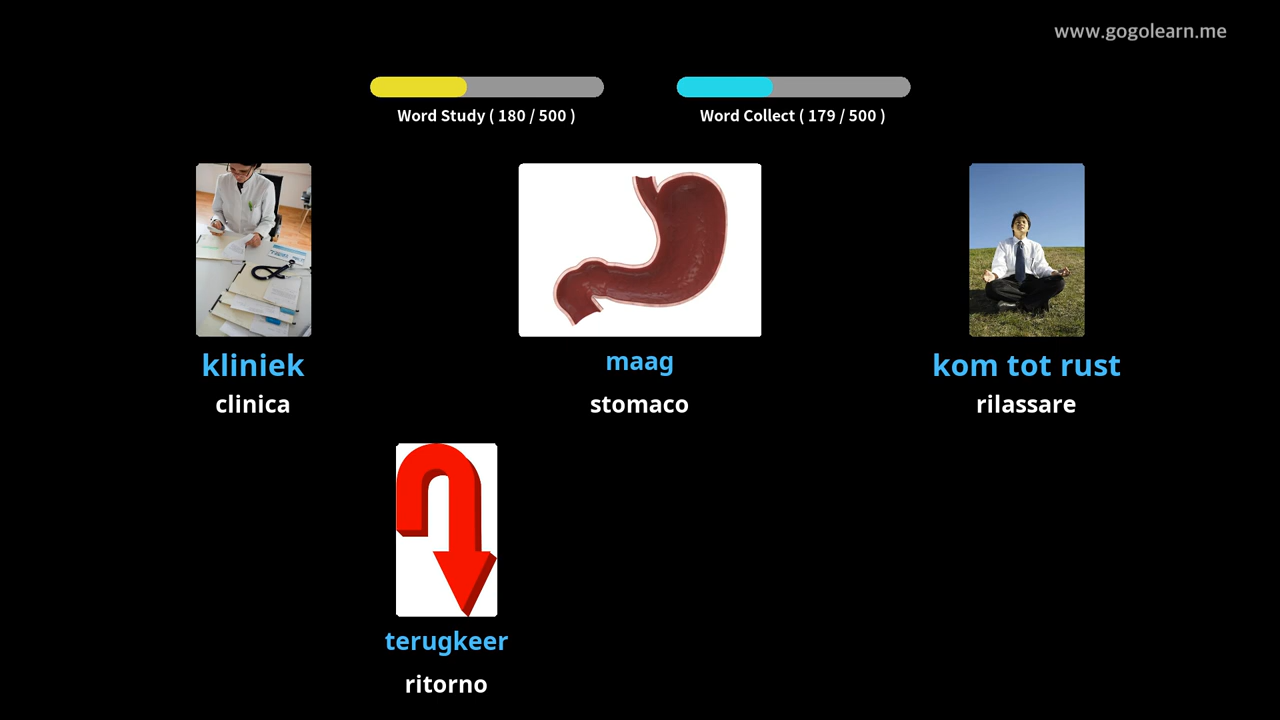 www.gogolearn.me
Word Study ( 180 / 500 )
Word Collect ( 179 / 500 )
kliniek
clinica
maag
stomaco
kom tot rust
rilassare
terugkeer
ritorno